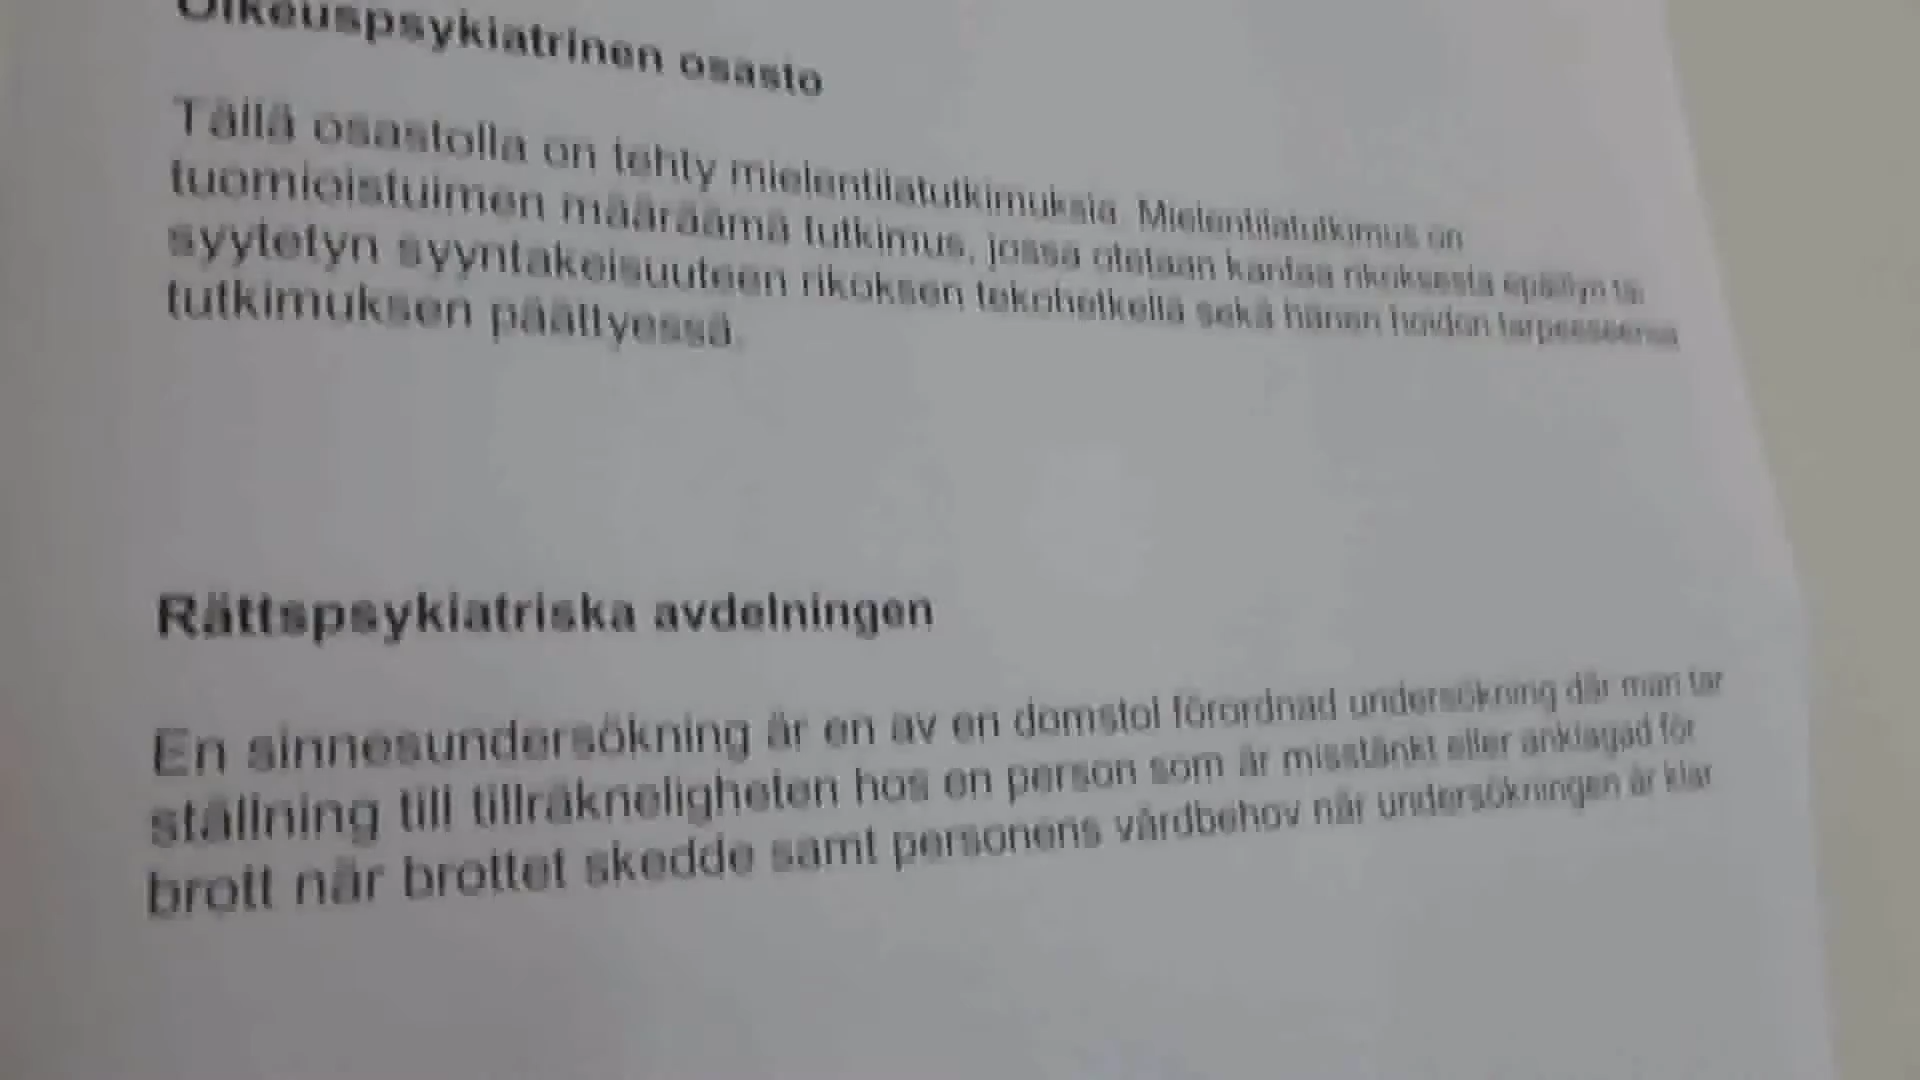 Oikeuspsykiatrinen osasto
Tällä osastolla on tehty mielentilatutkimuksia. Mielentilatutkimus on
tuomioistuimen määräämä tutkimus, jossa otetaan kantaa rikoksesta epäillyn tai
syytetyn syyntakeisuuteen rikoksen tekohetkellä sekä hänen hoidon tarpeeseensa
tutkimuksen päättyessä.
Rättspsykiatriska avdelningen
En sinnesundersökning är en av en domstol förordnad undersökning där man tar
ställning till tillräkneligheten hos en person som är misstänkt eller anklagad för
brott när brottet skedde samt personens vårdbehov när undersökningen är klar